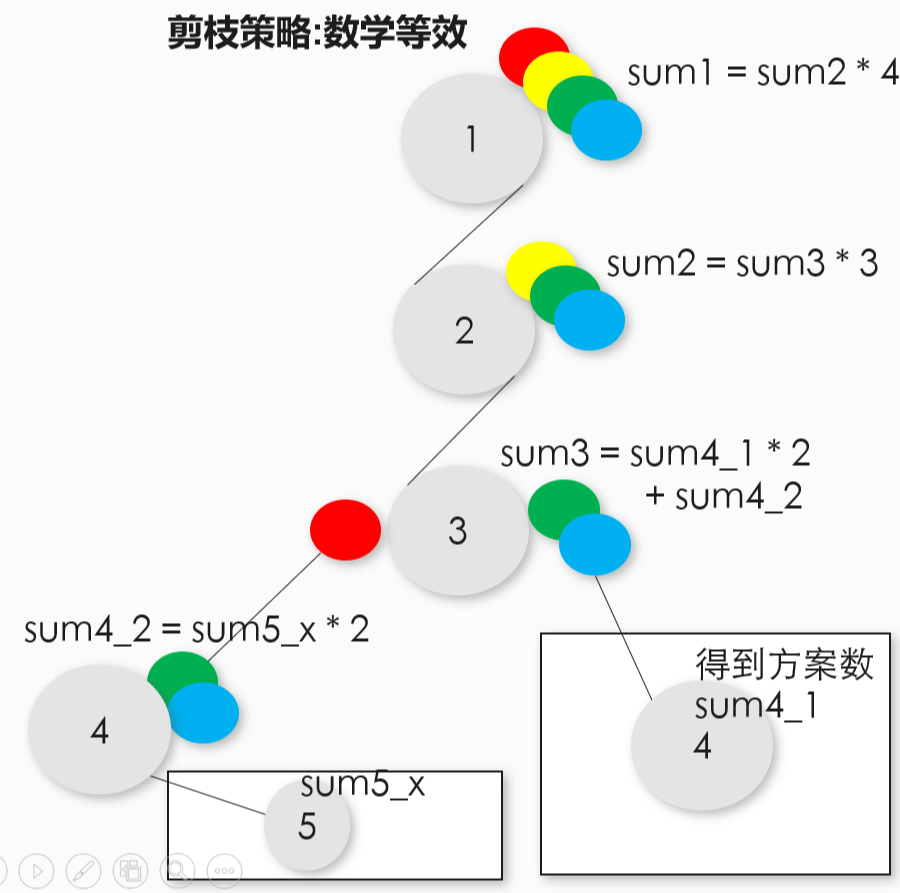 剪枝策略:数学等效
sum1 = sum2 * 4
1
sum2 = sum3 * 3
2
sum3 = sum4_1 * 2
+ sum4_2
3
sum4_2 = sum5_x * 2
得到方案数
sum4_1
4
4
sum5_x
5